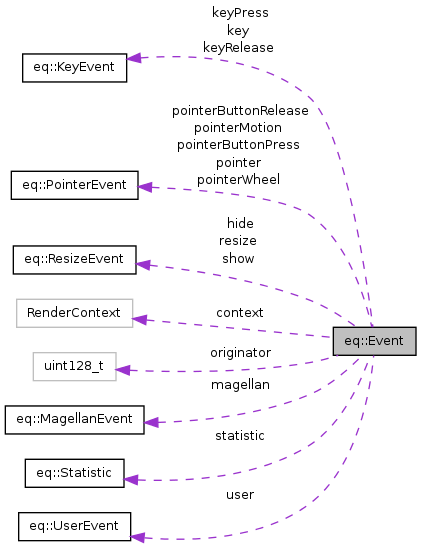 keyPress
key
keyRelease
eq::KeyEvent
pointerButtonRelease
pointerMotion
pointerButtonPress
pointer
pointerWheel
eq::PointerEvent
hide
resize
show
eq::ResizeEvent
RenderContext
context
eq::Event
originator
uint128_t
magellan
eq::MagellanEvent
statistic
eq::Statistic
user
eq::UserEvent